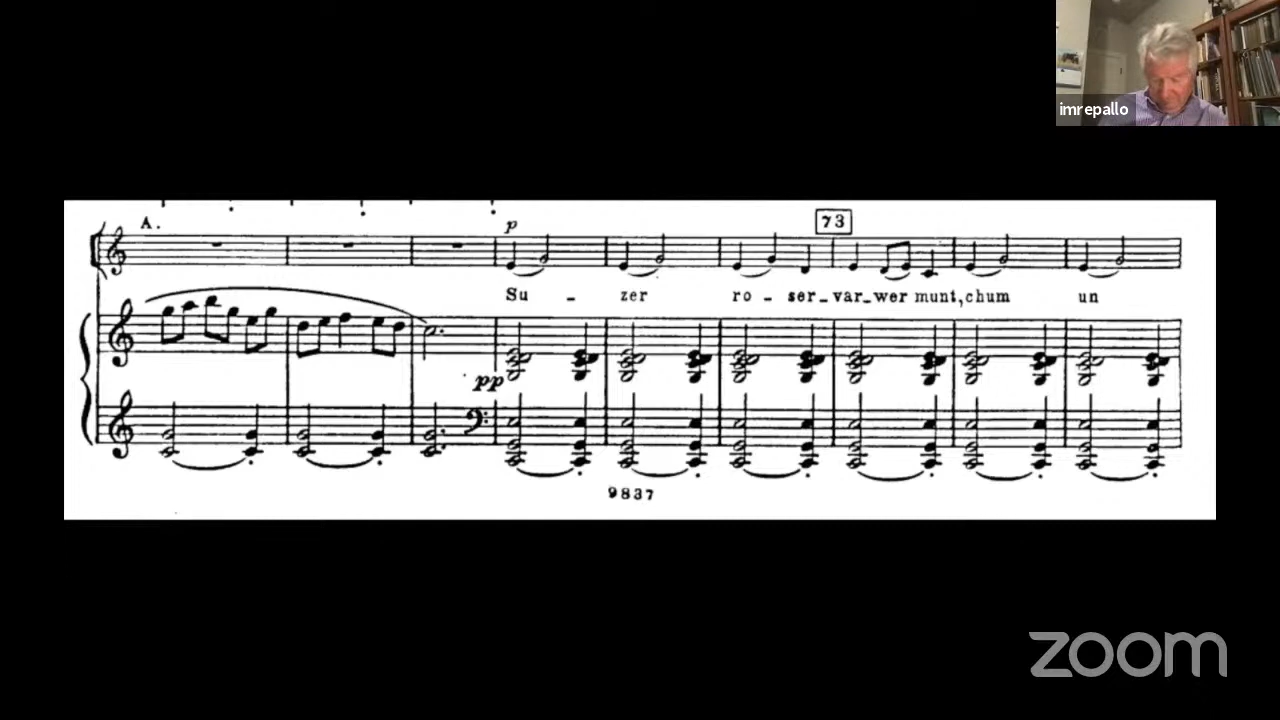 imrepallo
A.
p
73
Su - zer ro - ser - var - wer munt, chum un
pp
9837
zoom